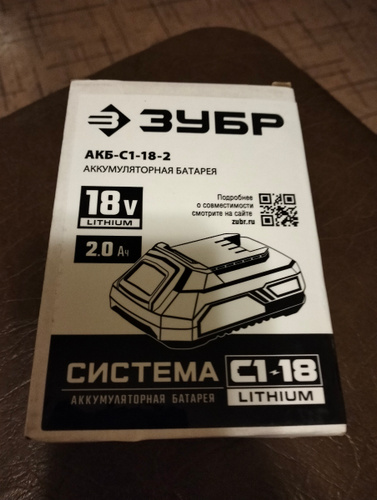 ЗУБР
АКБ-С1-18-2
АККУМУЛЯТОРНАЯ БАТАРЕЯ
18V
LITHIUM
2.0 Ач
Подробнее
о совместимости
смотрите на сайте
zubr.ru
СИСТЕМА
АККУМУЛЯТОРНАЯ БАТАРЕЯ
С1-18
LITHIUM